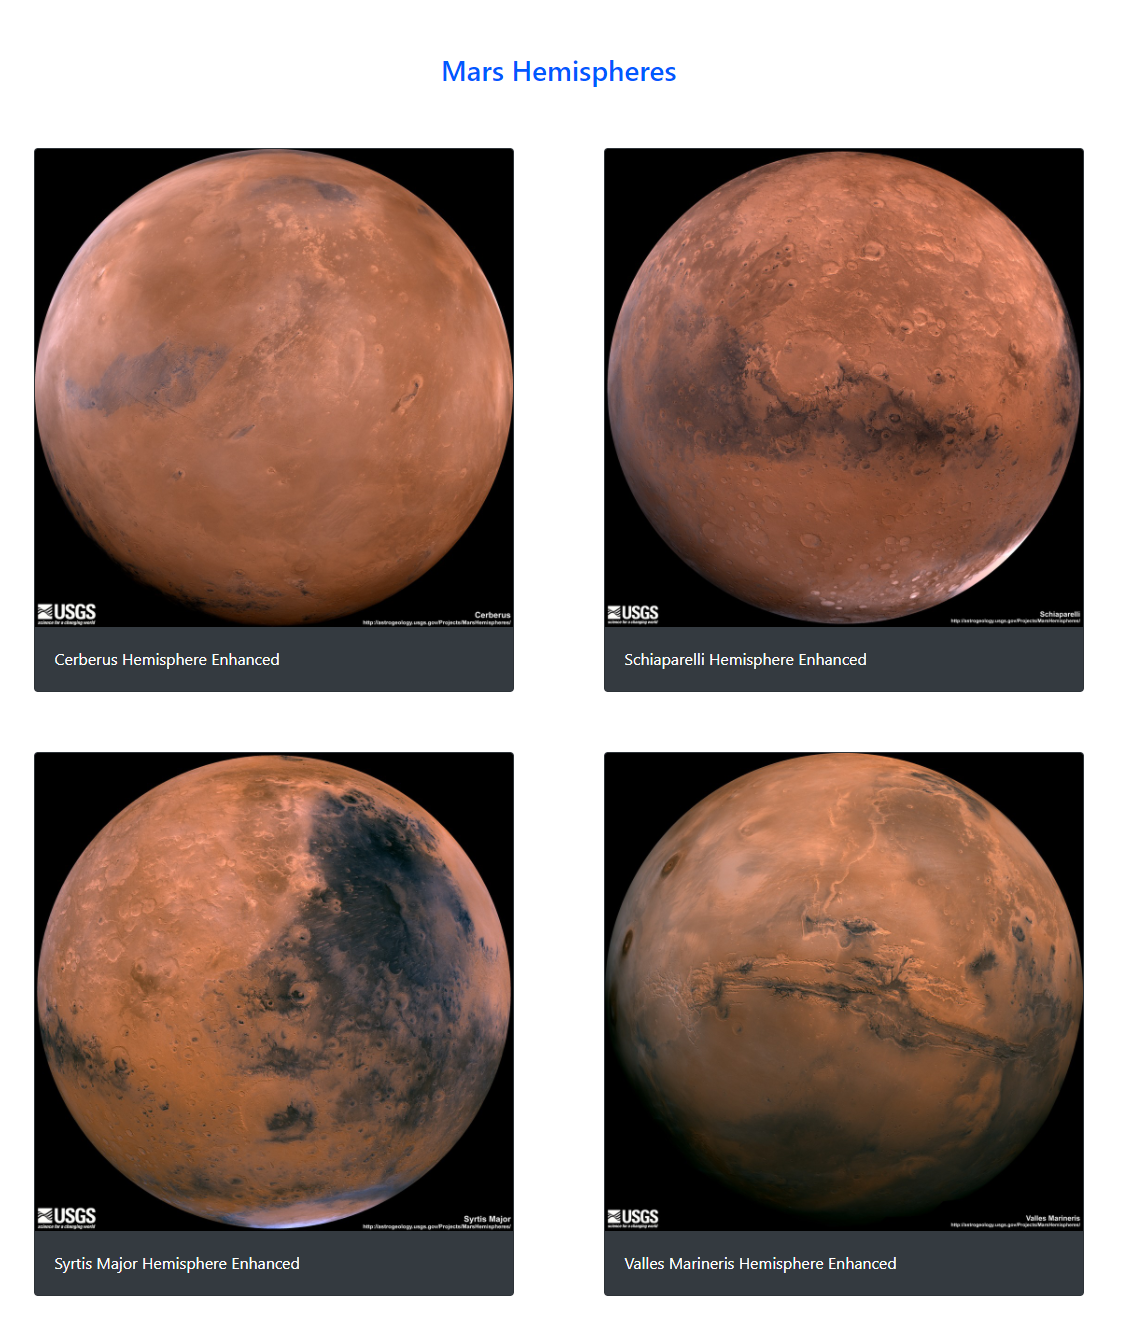 Mars Hemispheres
USGS
science for a changing world
Cerberus
http://astrogeology.usgs.gov/Projects/MarsHemispheres/
Cerberus Hemisphere Enhanced
USGS
science for a changing world
Schiaparelli
http://astrogeology.usgs.gov/Projects/MarsHemispheres/
Schiaparelli Hemisphere Enhanced
USGS
science for a changing world
Syrtis Major
http://astrogeology.usgs.gov/Projects/MarsHemispheres/
Syrtis Major Hemisphere Enhanced
USGS
science for a changing world
Valles Marineris
http://astrogeology.usgs.gov/Projects/MarsHemispheres/
Valles Marineris Hemisphere Enhanced